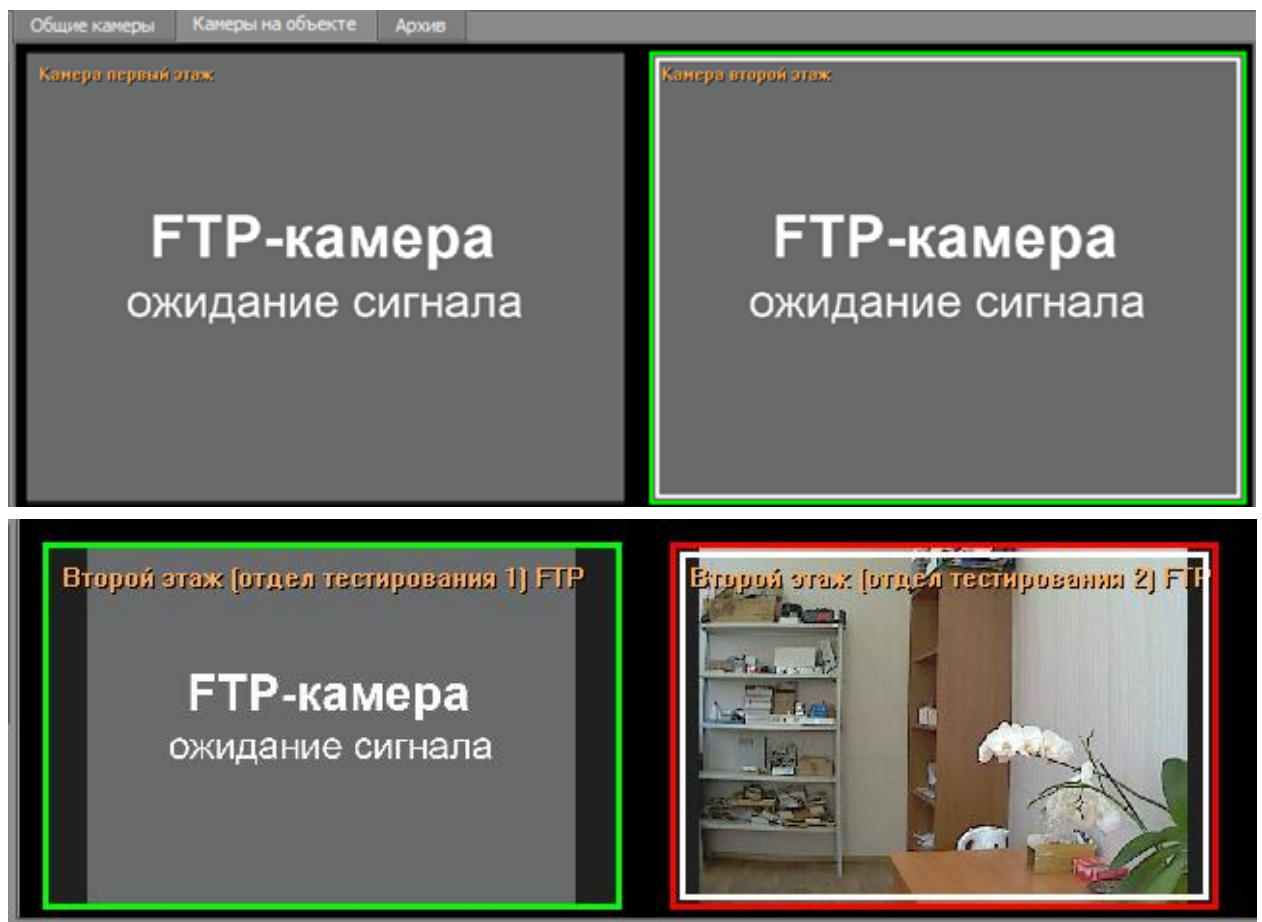 Общие камеры Камеры на объекте Архив
Камера первый этаж
FTP-камера
ожидание сигнала
Камера второй этаж
FTP-камера
ожидание сигнала
Второй этаж (отдел тестирования 1) FTP
FTP-камера
ожидание сигнала
Второй этаж (отдел тестирования 2) FTP